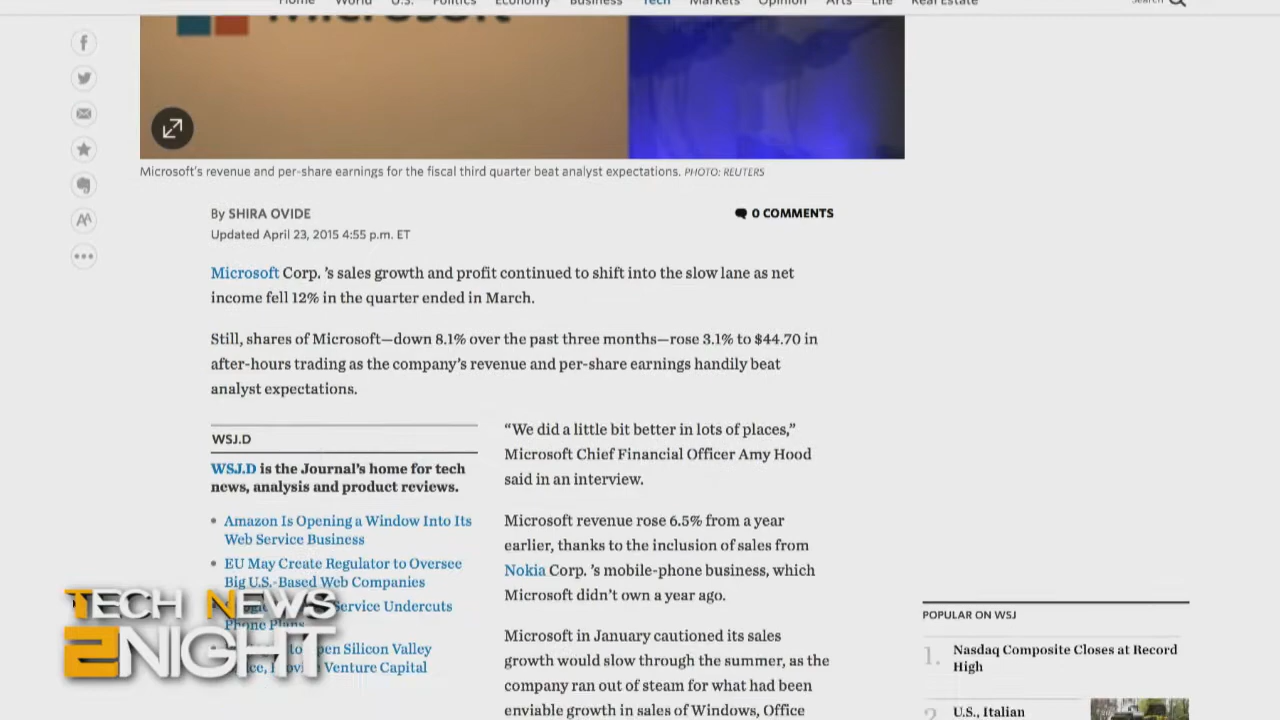 Home World U.S. Politics Economy Business Tech Markets Opinion Arts Life Real Estate
Search
Microsoft
Microsoft's revenue and per-share earnings for the fiscal third quarter beat analyst expectations. PHOTO: REUTERS
By SHIRA OVIDE
0 COMMENTS
Updated April 23, 2015 4:55 p.m. ET
Microsoft Corp. 's sales growth and profit continued to shift into the slow lane as net
income fell 12% in the quarter ended in March.
Still, shares of Microsoft—down 8.1% over the past three months—rose 3.1% to $44.70 in
after-hours trading as the company's revenue and per-share earnings handily beat
analyst expectations.
WSJ.D
WSJ.D is the Journal's home for tech
news, analysis and product reviews.
• Amazon Is Opening a Window Into Its
Web Service Business
• EU May Create Regulator to Oversee
Big U.S.-Based Web Companies
Service Undercuts
Phone Plans
to Open Silicon Valley
Venture Capital
“We did a little bit better in lots of places,”
Microsoft Chief Financial Officer Amy Hood
said in an interview.
Microsoft revenue rose 6.5% from a year
earlier, thanks to the inclusion of sales from
Nokia Corp. 's mobile-phone business, which
Microsoft didn't own a year ago.
Microsoft in January cautioned its sales
growth would slow through the summer, as the
company ran out of steam for what had been
enviable growth in sales of Windows, Office
POPULAR ON WSJ
1. Nasdaq Composite Closes at Record
High
2. U.S., Italian
TECH NEWS
2NIGHT